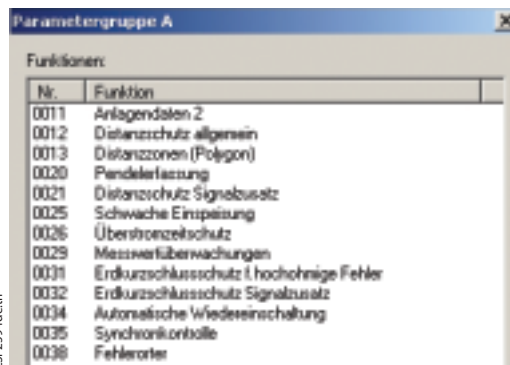 Parametergruppe A
Funktionen:
Nr. Funktion
0011 Anlagendaten 2
0012 Distanzschutz allgemein
0013 Distanzzonen (Polygon)
0020 Pendelerfassung
0021 Distanzschutz Signalzusatz
0025 Schwache Einspeisung
0026 Überstromzeitschutz
0029 Messwertüberwachungen
0031 Erdkurzschlussschutz f. hochohmige Fehler
0032 Erdkurzschlussschutz Signalzusatz
0034 Automatische Wiedereinschaltung
0035 Synchronkontrolle
0038 Fehlerorter